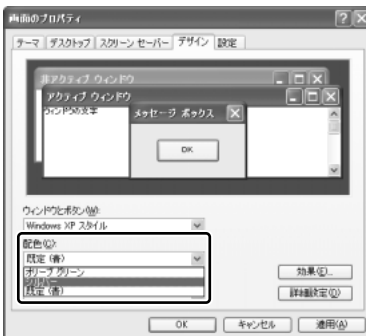 画面のプロパティ
テーマ デスクトップ スクリーン セーバー デザイン 設定
非アクティブ ウィンドウ
アクティブ ウィンドウ
ウィンドウの文字
メッセージ ボックス
OK
ウィンドウとボタン(W):
Windows XP スタイル
配色(C):
既定 (青)
オリーブ グリーン
シルバー
既定 (青)
効果(E)...
詳細設定(D)
OK キャンセル 適用(A)